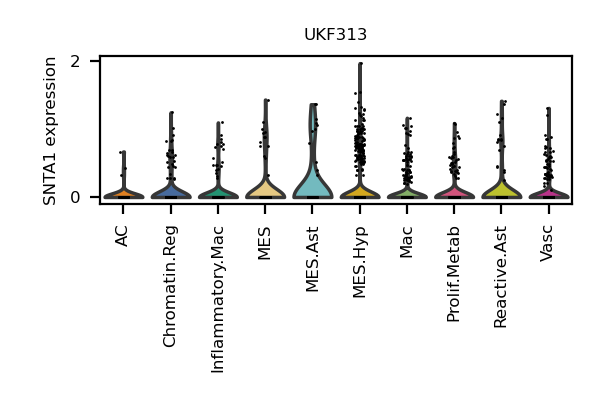 UKF313
SNTA1 expression
2
0
AC
Chromatin.Reg
Inflammatory.Mac
MES
MES.Ast
MES.Hyp
Mac
Prolif.Metab
Reactive.Ast
Vasc